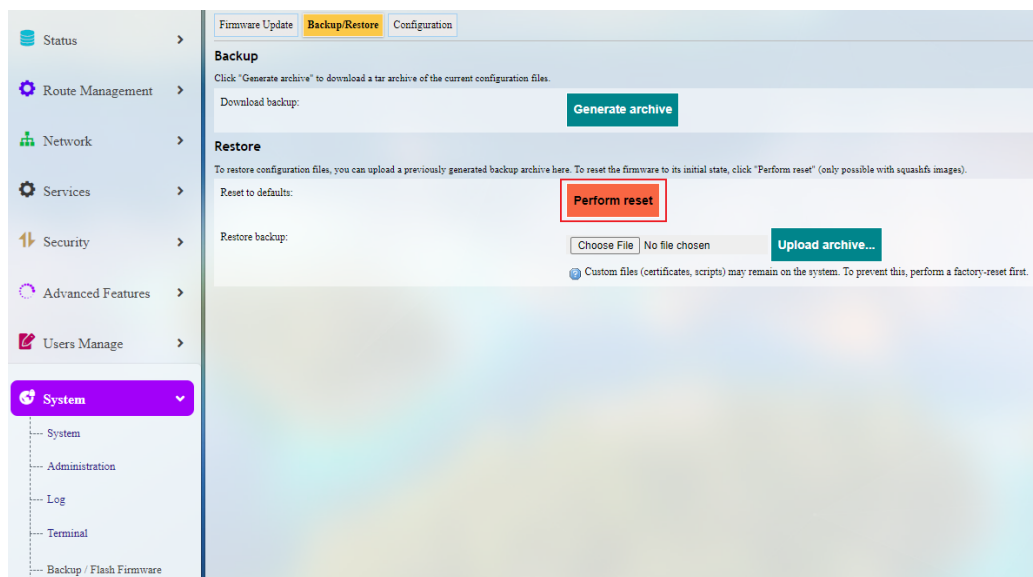 Status
Route Management
Network
Services
Security
Advanced Features
Users Manage
System
System
Administration
Log
Terminal
Backup / Flash Firmware
Firmware Update Backup/Restore Configuration
Backup
Click "Generate archive" to download a tar archive of the current configuration files.
Download backup: Generate archive
Restore
To restore configuration files, you can upload a previously generated backup archive here. To reset the firmware to its initial state, click "Perform reset" (only possible with squashfs images).
Reset to defaults: Perform reset
Restore backup: Choose File No file chosen Upload archive...
Custom files (certificates, scripts) may remain on the system. To prevent this, perform a factory-reset first.